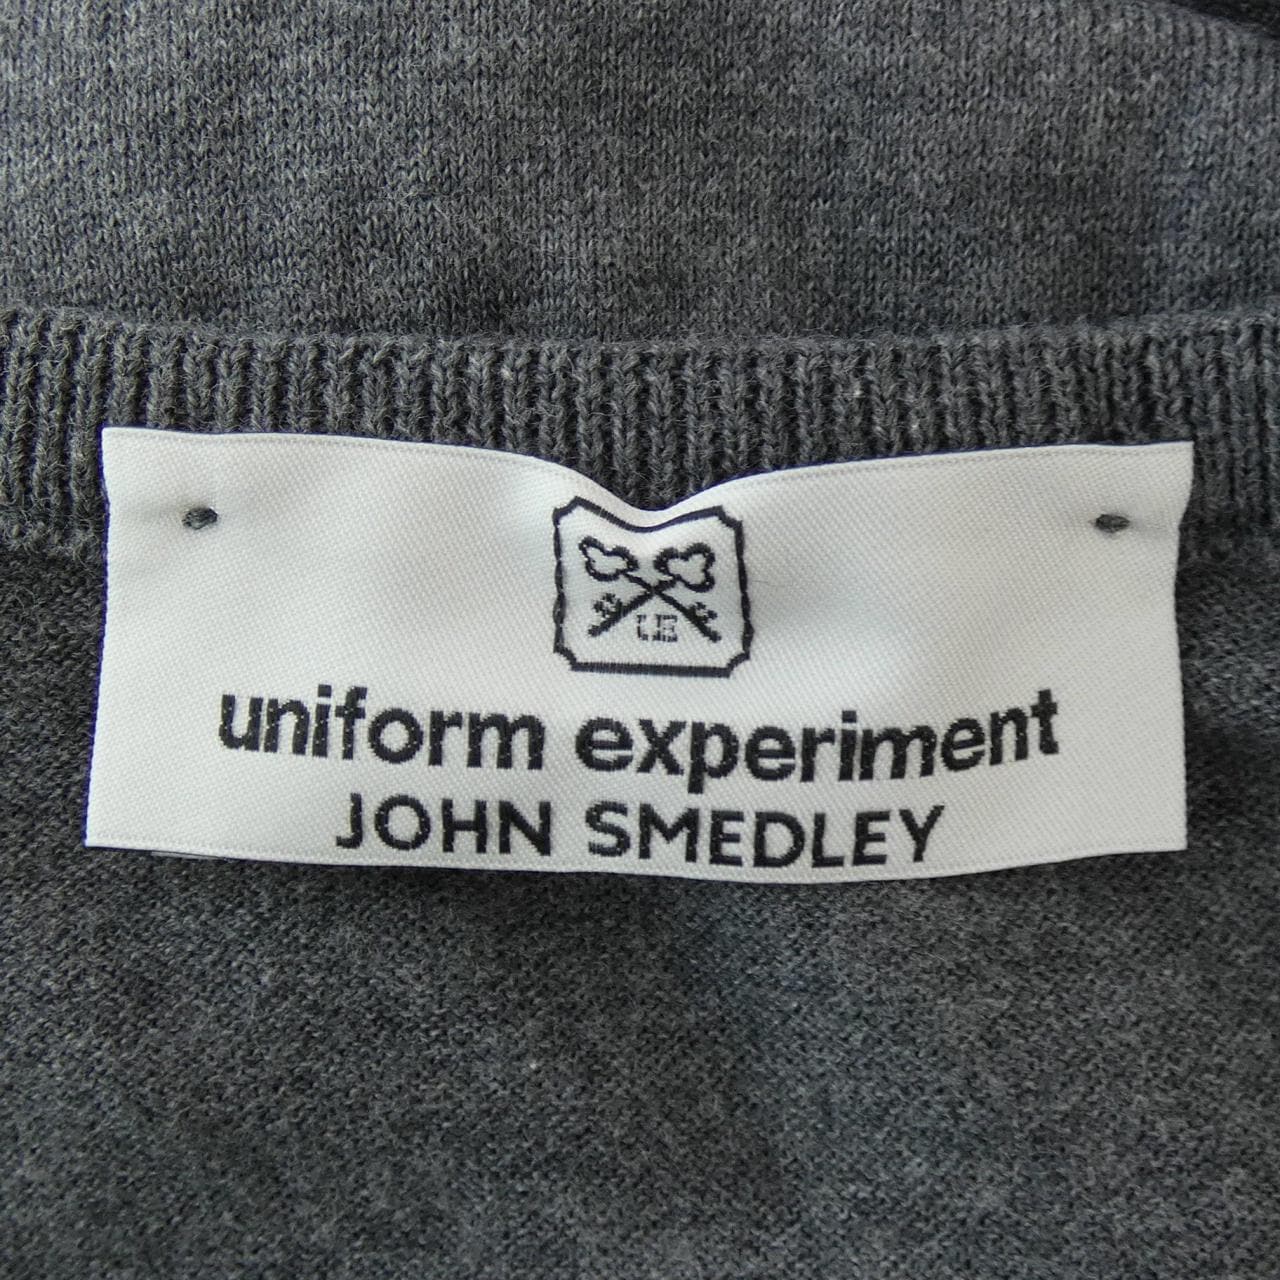 UE
uniform experiment
JOHN SMEDLEY